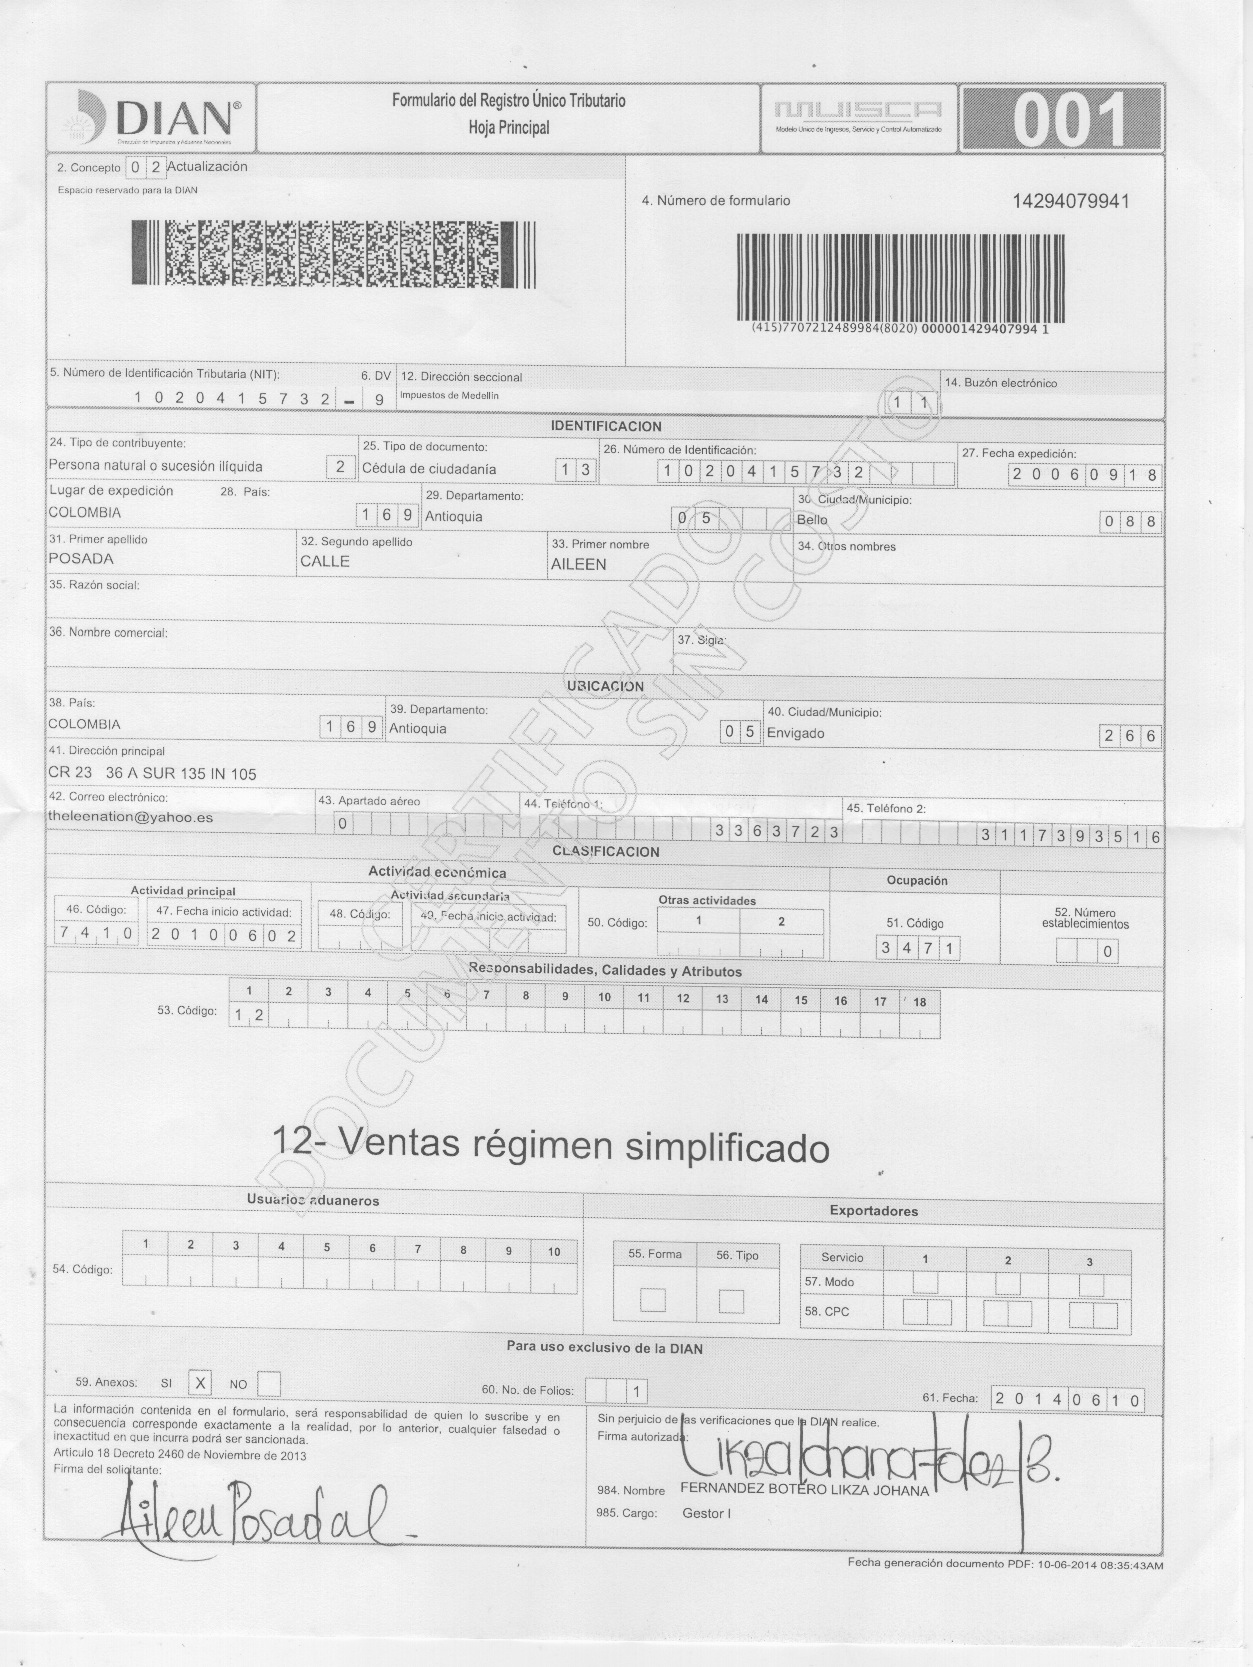 DIAN®
Dirección de Impuestos y Aduanas Nacionales
Formulario del Registro Único Tributario
Hoja Principal
MUISCA
Modelo Único de Ingresos, Servicio y Control Automatizado
001
2. Concepto 0 2 Actualización
Espacio reservado para la DIAN
4. Número de formulario 14294079941
(415)7707212489984(8020) 000001429407994 1
5. Número de Identificación Tributaria (NIT): 6. DV 12. Dirección seccional 14. Buzón electrónico
1 0 2 0 4 1 5 7 3 2 - 9 Impuestos de Medellín 1 1
IDENTIFICACION
24. Tipo de contribuyente: 25. Tipo de documento: 26. Número de Identificación: 27. Fecha expedición:
Persona natural o sucesión ilíquida 2 Cédula de ciudadanía 1 3 1 0 2 0 4 1 5 7 3 2 2 0 0 6 0 9 1 8
Lugar de expedición 28. País: 29. Departamento: 30. Ciudad/Municipio:
COLOMBIA 1 6 9 Antioquia 0 5 Bello 0 8 8
31. Primer apellido 32. Segundo apellido 33. Primer nombre 34. Otros nombres
POSADA CALLE AILEEN
35. Razón social:
36. Nombre comercial: 37. Sigla:
UBICACION
38. País: 39. Departamento: 40. Ciudad/Municipio:
COLOMBIA 1 6 9 Antioquia 0 5 Envigado 2 6 6
41. Dirección principal
CR 23 36 A SUR 135 IN 105
42. Correo electrónico: 43. Apartado aéreo 44. Teléfono 1: 45. Teléfono 2:
theleenation@yahoo.es 0 3 3 6 3 7 2 3 3 1 1 7 3 9 3 5 1 6
CLASIFICACION
Actividad económica Ocupación
Actividad principal Actividad secundaria Otras actividades
46. Código: 47. Fecha inicio actividad: 48. Código: 49. Fecha inicio actividad: 50. Código: 1 2 51. Código 52. Número establecimientos
7 4 1 0 2 0 1 0 0 6 0 2 3 4 7 1 0
Responsabilidades, Calidades y Atributos
1 2 3 4 5 6 7 8 9 10 11 12 13 14 15 16 17 18
53. Código: 1 2
12- Ventas régimen simplificado
CERTIFICADO
DOCUMENTO SIN COSTO
Usuarios aduaneros Exportadores
1 2 3 4 5 6 7 8 9 10
54. Código:
55. Forma 56. Tipo Servicio 1 2 3
57. Modo
58. CPC
Para uso exclusivo de la DIAN
59. Anexos: SI X NO 60. No. de Folios: 1 61. Fecha: 2 0 1 4 0 6 1 0
La información contenida en el formulario, será responsabilidad de quien lo suscribe y en
consecuencia corresponde exactamente a la realidad, por lo anterior, cualquier falsedad o
inexactitud en que incurra podrá ser sancionada.
Artículo 18 Decreto 2460 de Noviembre de 2013
Firma del solicitante:
Aileen Posada
Sin perjuicio de las verificaciones que la DIAN realice.
Firma autorizada:
984. Nombre FERNANDEZ BOTERO LIKZA JOHANA
985. Cargo: Gestor I
Fecha generación documento PDF: 10-06-2014 08:35:43AM